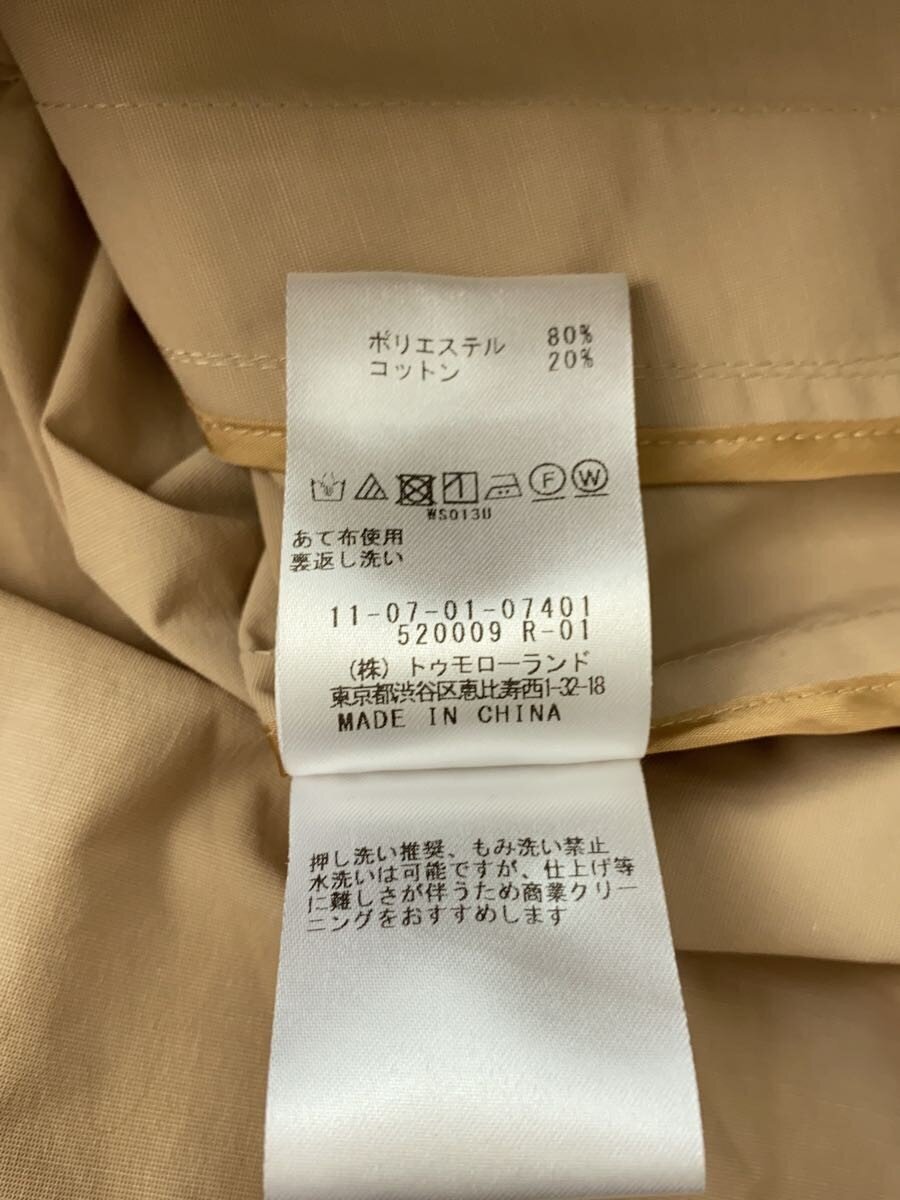 ポリエステル 80%
コットン 20%
F W
WS013U
あて布使用
裏返し洗い
11-07-01-07401
520009 R-01
(株) トゥモローランド
東京都渋谷区恵比寿西1-32-18
MADE IN CHINA
押し洗い推奨、もみ洗い禁止
水洗いは可能ですが、仕上げ等
に難しさが伴うため商業クリー
ニングをおすすめします